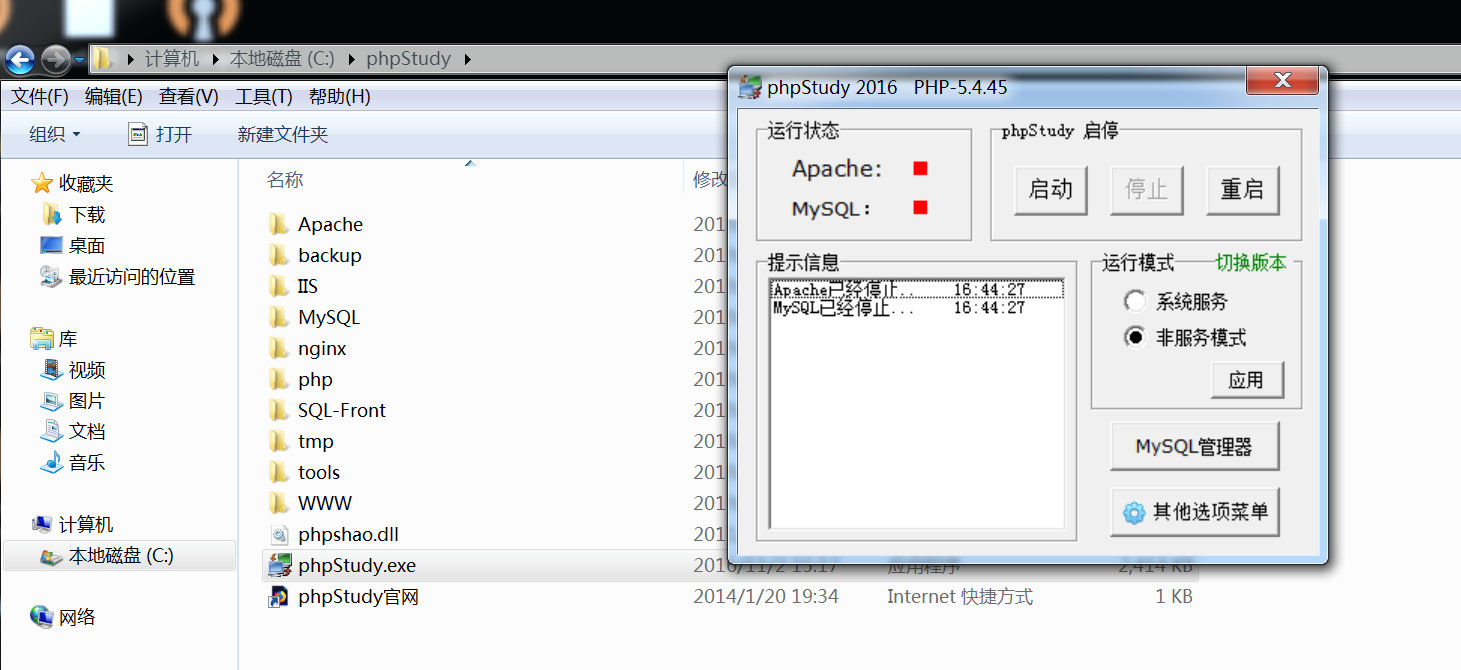 计算机 本地磁盘 (C:) phpStudy
文件(F) 编辑(E) 查看(V) 工具(T) 帮助(H)
组织 打开 新建文件夹
收藏夹
下载
桌面
最近访问的位置
库
视频
图片
文档
音乐
计算机
本地磁盘 (C:)
网络
名称 修改
Apache 201
backup 201
IIS 201
MySQL 201
nginx 201
php 201
SQL-Front 201
tmp 201
tools 201
WWW 201
phpshao.dll 201
phpStudy.exe 2016/11/2 15:17 应用程序 2,414 KB
phpStudy官网 2014/1/20 19:34 Internet 快捷方式 1 KB
phpStudy 2016 PHP-5.4.45
运行状态
Apache:
MySQL:
phpStudy 启停
启动 停止 重启
提示信息
Apache已经停止... 16:44:27
MySQL已经停止... 16:44:27
运行模式 切换版本
系统服务
非服务模式
应用
MySQL管理器
其他选项菜单